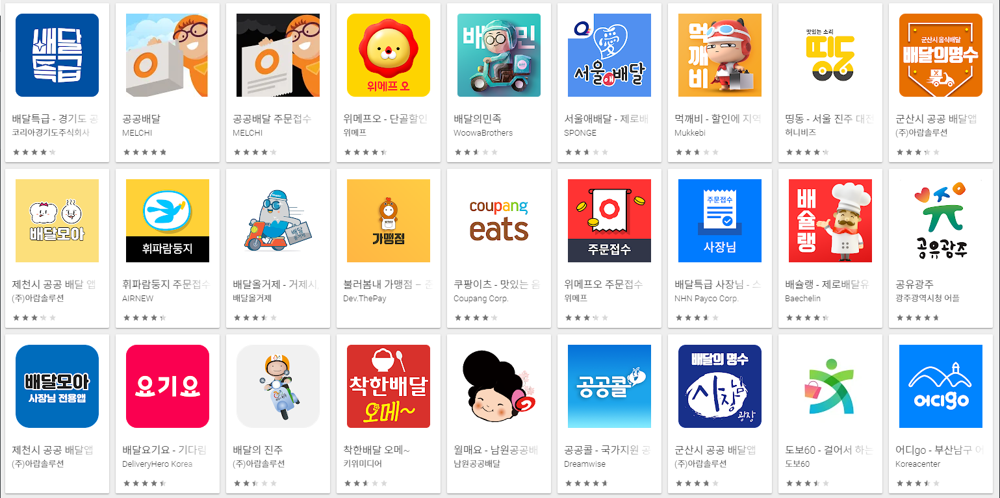 배달특급
배달특급 - 경기도 공
코리아경기도주식회사
공공배달
MELCHI
공공배달 주문접수
MELCHI
위메프 오
위메프오 - 단골할인
위메프
배 민
배달의민족
WoowaBrothers
愛
서울애배달
서울애배달 - 제로배
SPONGE
먹깨비
먹깨비 - 할인에 지역
Mukkebi
맛있는 소리
띵동
띵동 - 서울 진주 대전
허니비즈
군산시 음식배달
배달의명수
군산시 공공 배달앱
(주)아람솔루션
배달모아
제천시 공공 배달 앱
(주)아람솔루션
휘파람둥지
휘파람둥지 주문접수
AIRNEW
배달
올거제
배달올거제 - 거제시
배달올거제
가맹점
불러봄내 가맹점 – 춘
Dev.ThePay
coupang
eats
쿠팡이츠 - 맛있는 음
Coupang Corp.
주문접수
위메프오 주문접수
위메프
주문접수
사장님
배달특급 사장님 - 스
NHN Payco Corp.
배슐랭
배슐랭 - 제로배달유
Baechelin
공유광주
공유광주
광주광역시청 어플
배달모아
사장님 전용앱
제천시 공공 배달앱
(주)아람솔루션
요기요
배달요기요 - 기다림
DeliveryHero Korea
배달의 진주
(주)아람솔루션
착한배달
오메~
착한배달 오메~
키위미디어
월매요 - 남원공공배
남원공공배달
공공콜
공공콜 - 국가지원 공
Dreamwise
배달의 명수
사장님
광장
군산시 공공 배달앱
(주)아람솔루션
도보60 - 걸어서 하는
도보60
어디go
어디go - 부산남구 어
Koreacenter